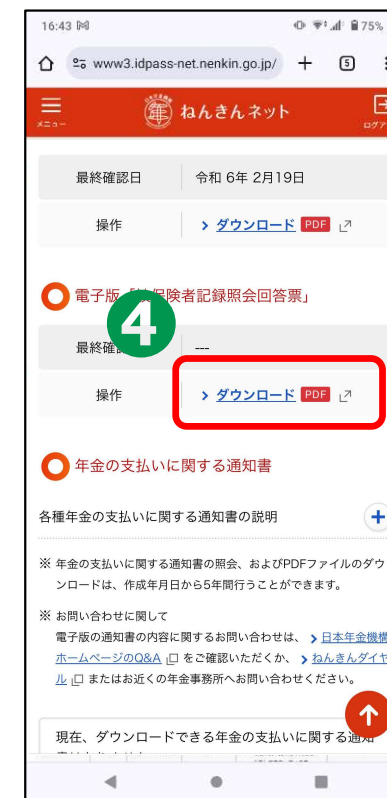 16:43
75%
www3.idpass-net.nenkin.go.jp/
5
メニュー
年
ねんきんネット
最終確認日
令和 6年 2月19日
操作
ダウンロード PDF
電子版「
険者記録照会回答票」
4
最終確
---
操作
ダウンロード PDF
年金の支払いに関する通知書
各種年金の支払いに関する通知書の説明
※ 年金の支払いに関する通知書の照会、およびPDFファイルのダウ
ンロードは、作成年月日から5年間行うことができます。
※ お問い合わせに関して
電子版の通知書の内容に関するお問い合わせは、 日本年金機構
ホームページのQ&A をご確認いただくか、 ねんきんダイヤ
ル またはお近くの年金事務所へお問い合わせください。
現在、ダウンロードできる年金の支払いに関する通知